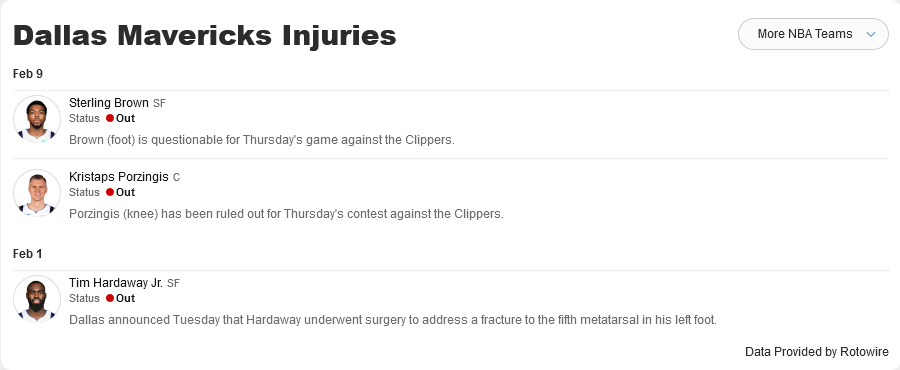 Dallas Mavericks Injuries
More NBA Teams
Feb 9
Sterling Brown SF
Status Out
Brown (foot) is questionable for Thursday's game against the Clippers.
Kristaps Porzingis C
Status Out
Porzingis (knee) has been ruled out for Thursday's contest against the Clippers.
Feb 1
Tim Hardaway Jr. SF
Status Out
Dallas announced Tuesday that Hardaway underwent surgery to address a fracture to the fifth metatarsal in his left foot.
Data Provided by Rotowire